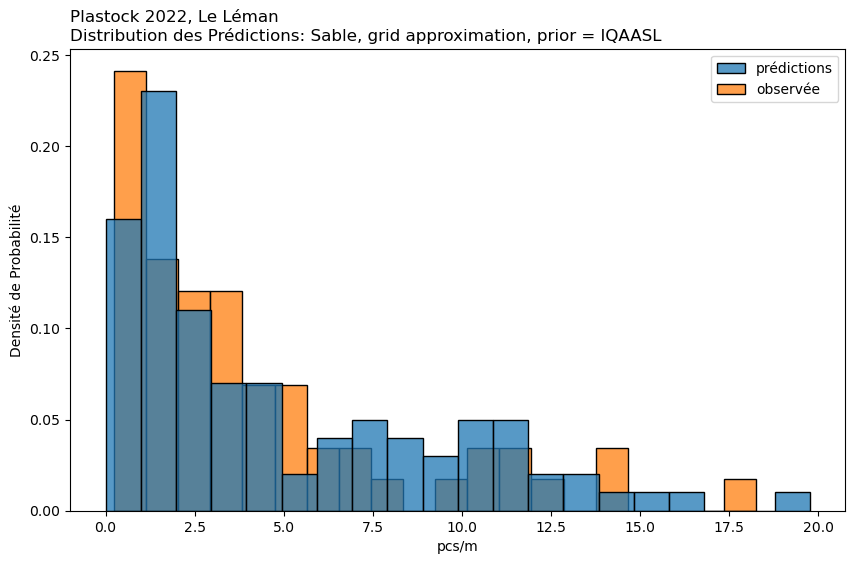 Plastock 2022, Le Léman
Distribution des Prédictions: Sable, grid approximation, prior = IQAASL
prédictions
observée
Densité de Probabilité
0.25
0.20
0.15
0.10
0.05
0.00
0.0 2.5 5.0 7.5 10.0 12.5 15.0 17.5 20.0
pcs/m